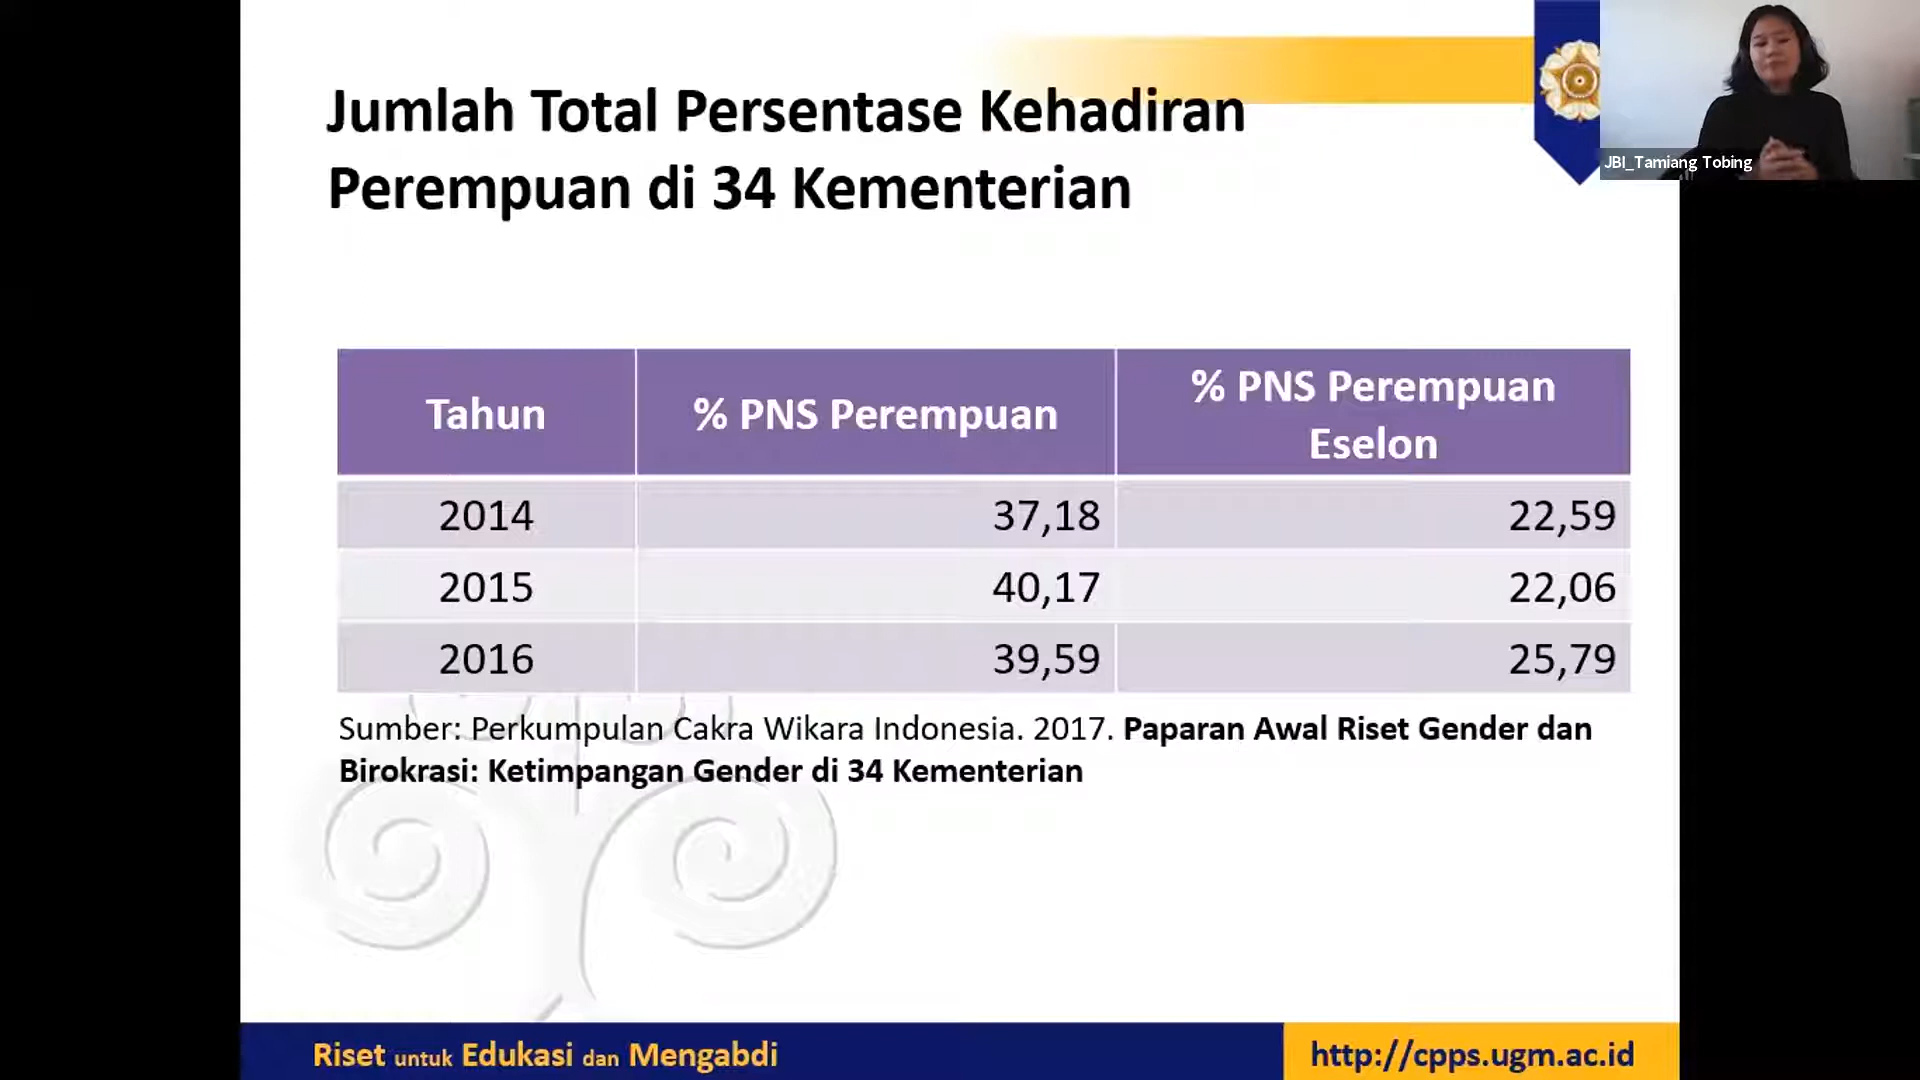 Jumlah Total Persentase Kehadiran
Perempuan di 34 Kementerian
JBI_Tamiang Tobing
Tahun
% PNS Perempuan
% PNS Perempuan
Eselon
2014
37,18
22,59
2015
40,17
22,06
2016
39,59
25,79
Sumber: Perkumpulan Cakra Wikara Indonesia. 2017. Paparan Awal Riset Gender dan
Birokrasi: Ketimpangan Gender di 34 Kementerian
Riset untuk Edukasi dan Mengabdi
http://cpps.ugm.ac.id